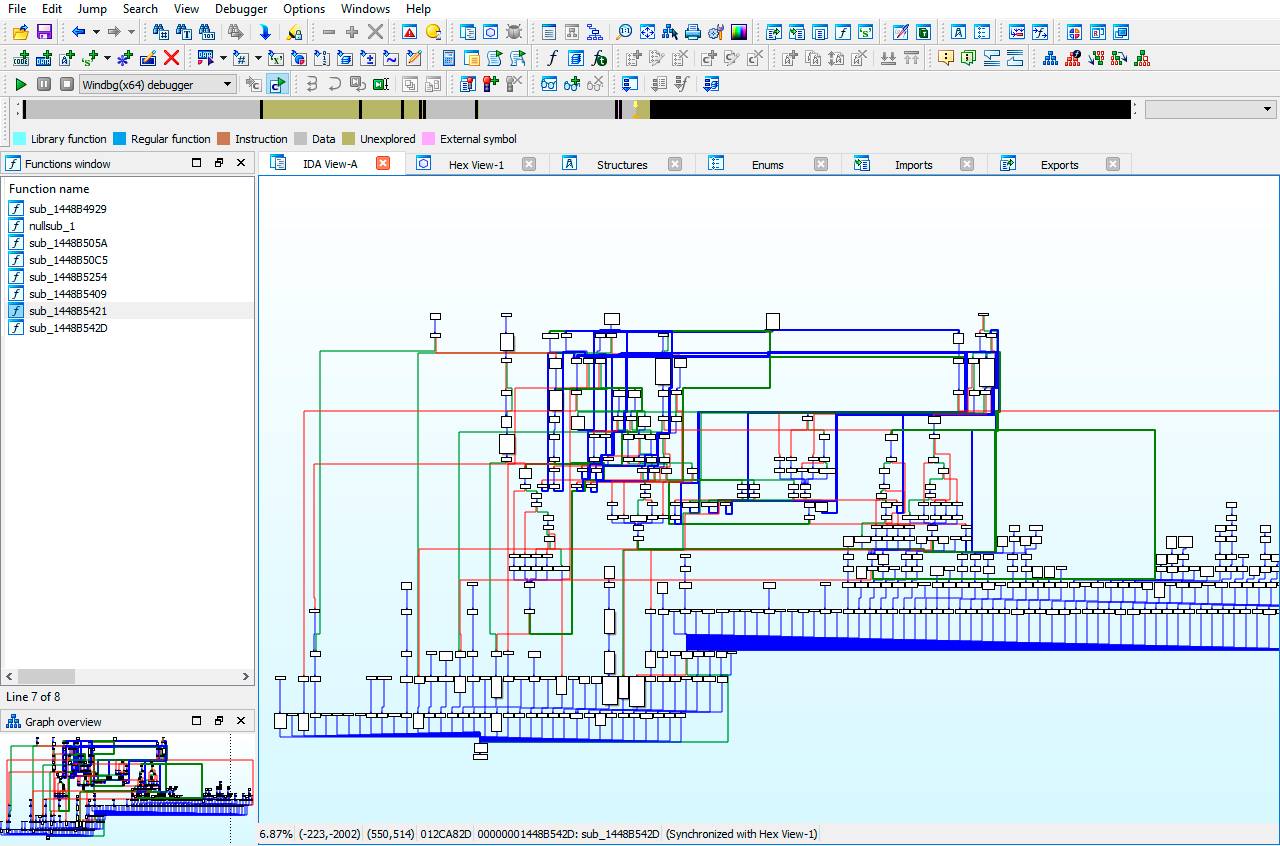 File Edit Jump Search View Debugger Options Windows Help
Windbg(x64) debugger
Library function Regular function Instruction Data Unexplored External symbol
Functions window
IDA View-A Hex View-1 Structures Enums Imports Exports
Function name
sub_1448B4929
nullsub_1
sub_1448B505A
sub_1448B50C5
sub_1448B5254
sub_1448B5409
sub_1448B5421
sub_1448B542D
Line 7 of 8
Graph overview
6.87% (-223,-2002) (550,514) 012CA82D 00000001448B542D: sub_1448B542D (Synchronized with Hex View-1)